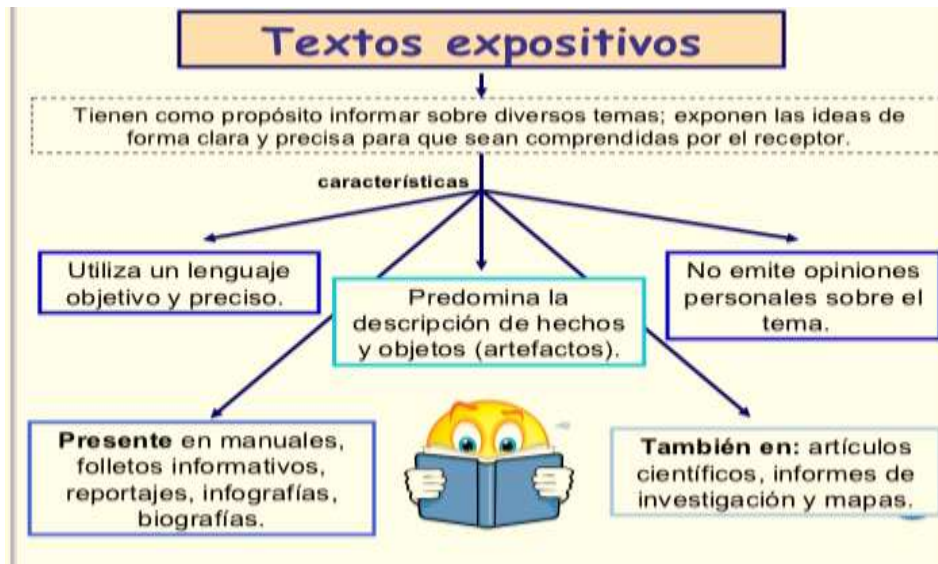 Textos expositivos
Tienen como propósito informar sobre diversos temas; exponen las ideas de
forma clara y precisa para que sean comprendidas por el receptor.
características
Utiliza un lenguaje
objetivo y preciso.
Predomina la
descripción de hechos
y objetos (artefactos).
No emite opiniones
personales sobre el
tema.
Presente en manuales,
folletos informativos,
reportajes, infografías,
biografías.
También en: artículos
científicos, informes de
investigación y mapas.